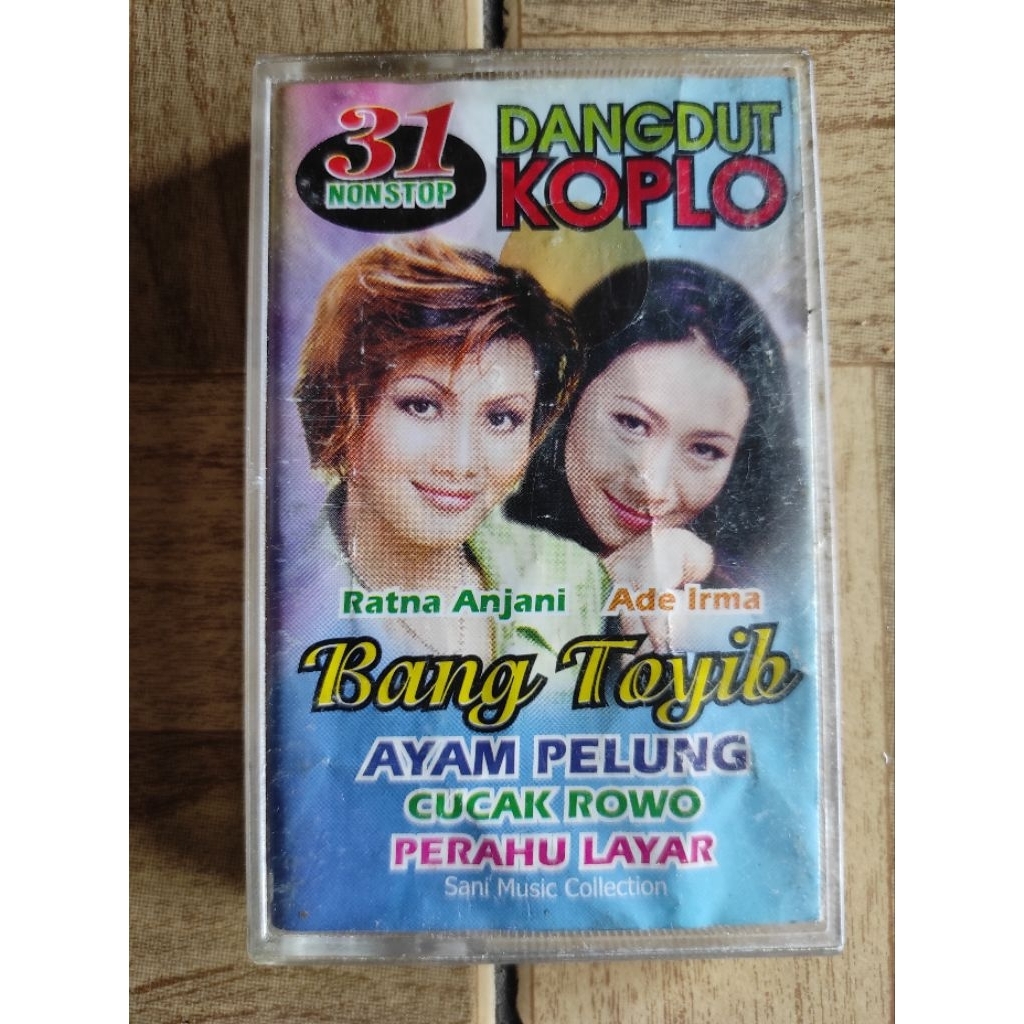 31
NONSTOP
DANGDUT
KOPLO
Ratna Anjani
Ade Irma
Bang Toyib
AYAM PELUNG
CUCAK ROWO
PERAHU LAYAR
Sani Music Collection